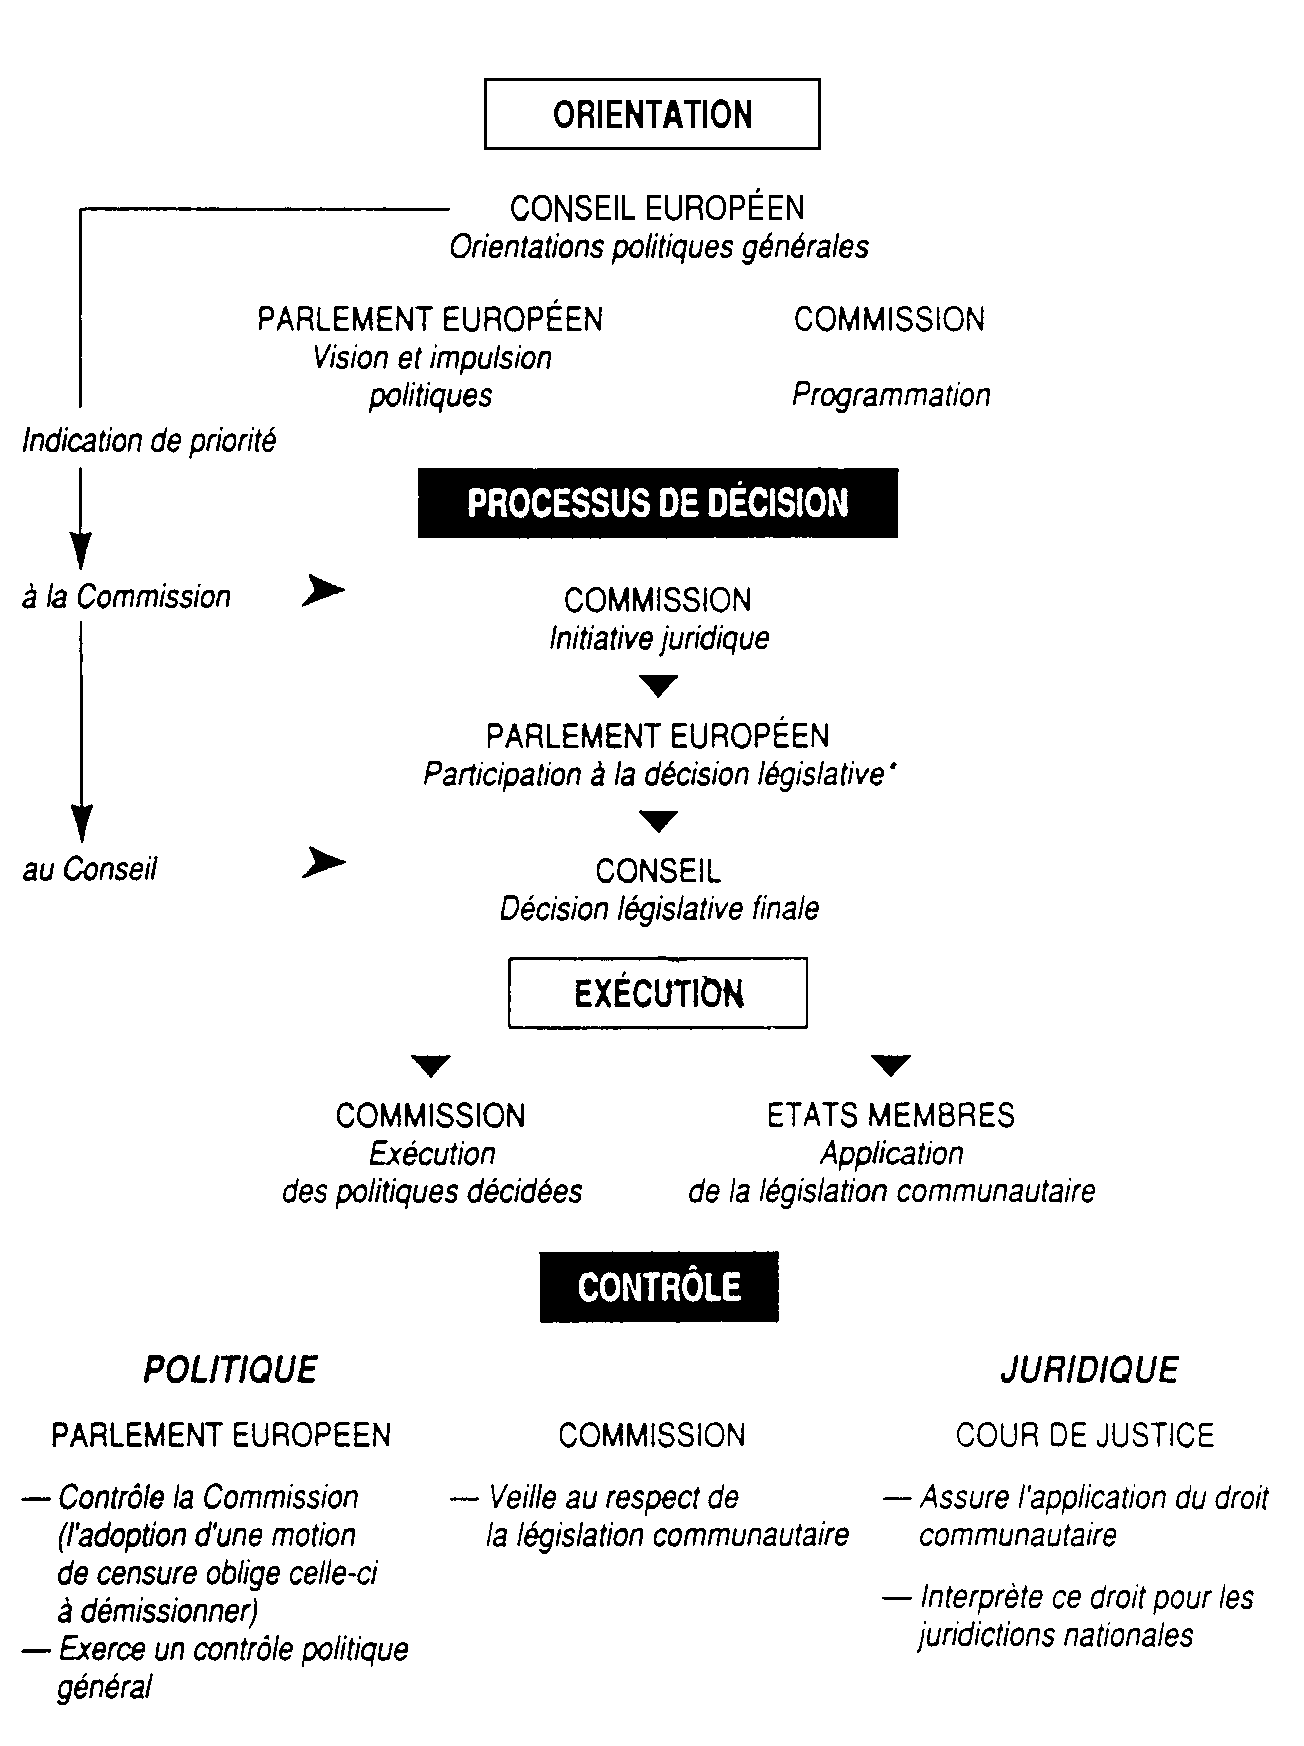 ORIENTATION
CONSEIL EUROPÉEN
Orientations politiques générales
PARLEMENT EUROPÉEN
Vision et impulsion
politiques
COMMISSION
Programmation
Indication de priorité
PROCESSUS DE DÉCISION
à la Commission
COMMISSION
Initiative juridique
PARLEMENT EUROPÉEN
Participation à la décision législative*
au Conseil
CONSEIL
Décision législative finale
EXÉCUTION
COMMISSION
Exécution
des politiques décidées
ETATS MEMBRES
Application
de la législation communautaire
CONTRÔLE
POLITIQUE
PARLEMENT EUROPEEN
— Contrôle la Commission
(l'adoption d'une motion
de censure oblige celle-ci
à démissionner)
— Exerce un contrôle politique
général
COMMISSION
— Veille au respect de
la législation communautaire
JURIDIQUE
COUR DE JUSTICE
— Assure l'application du droit
communautaire
— Interprète ce droit pour les
juridictions nationales